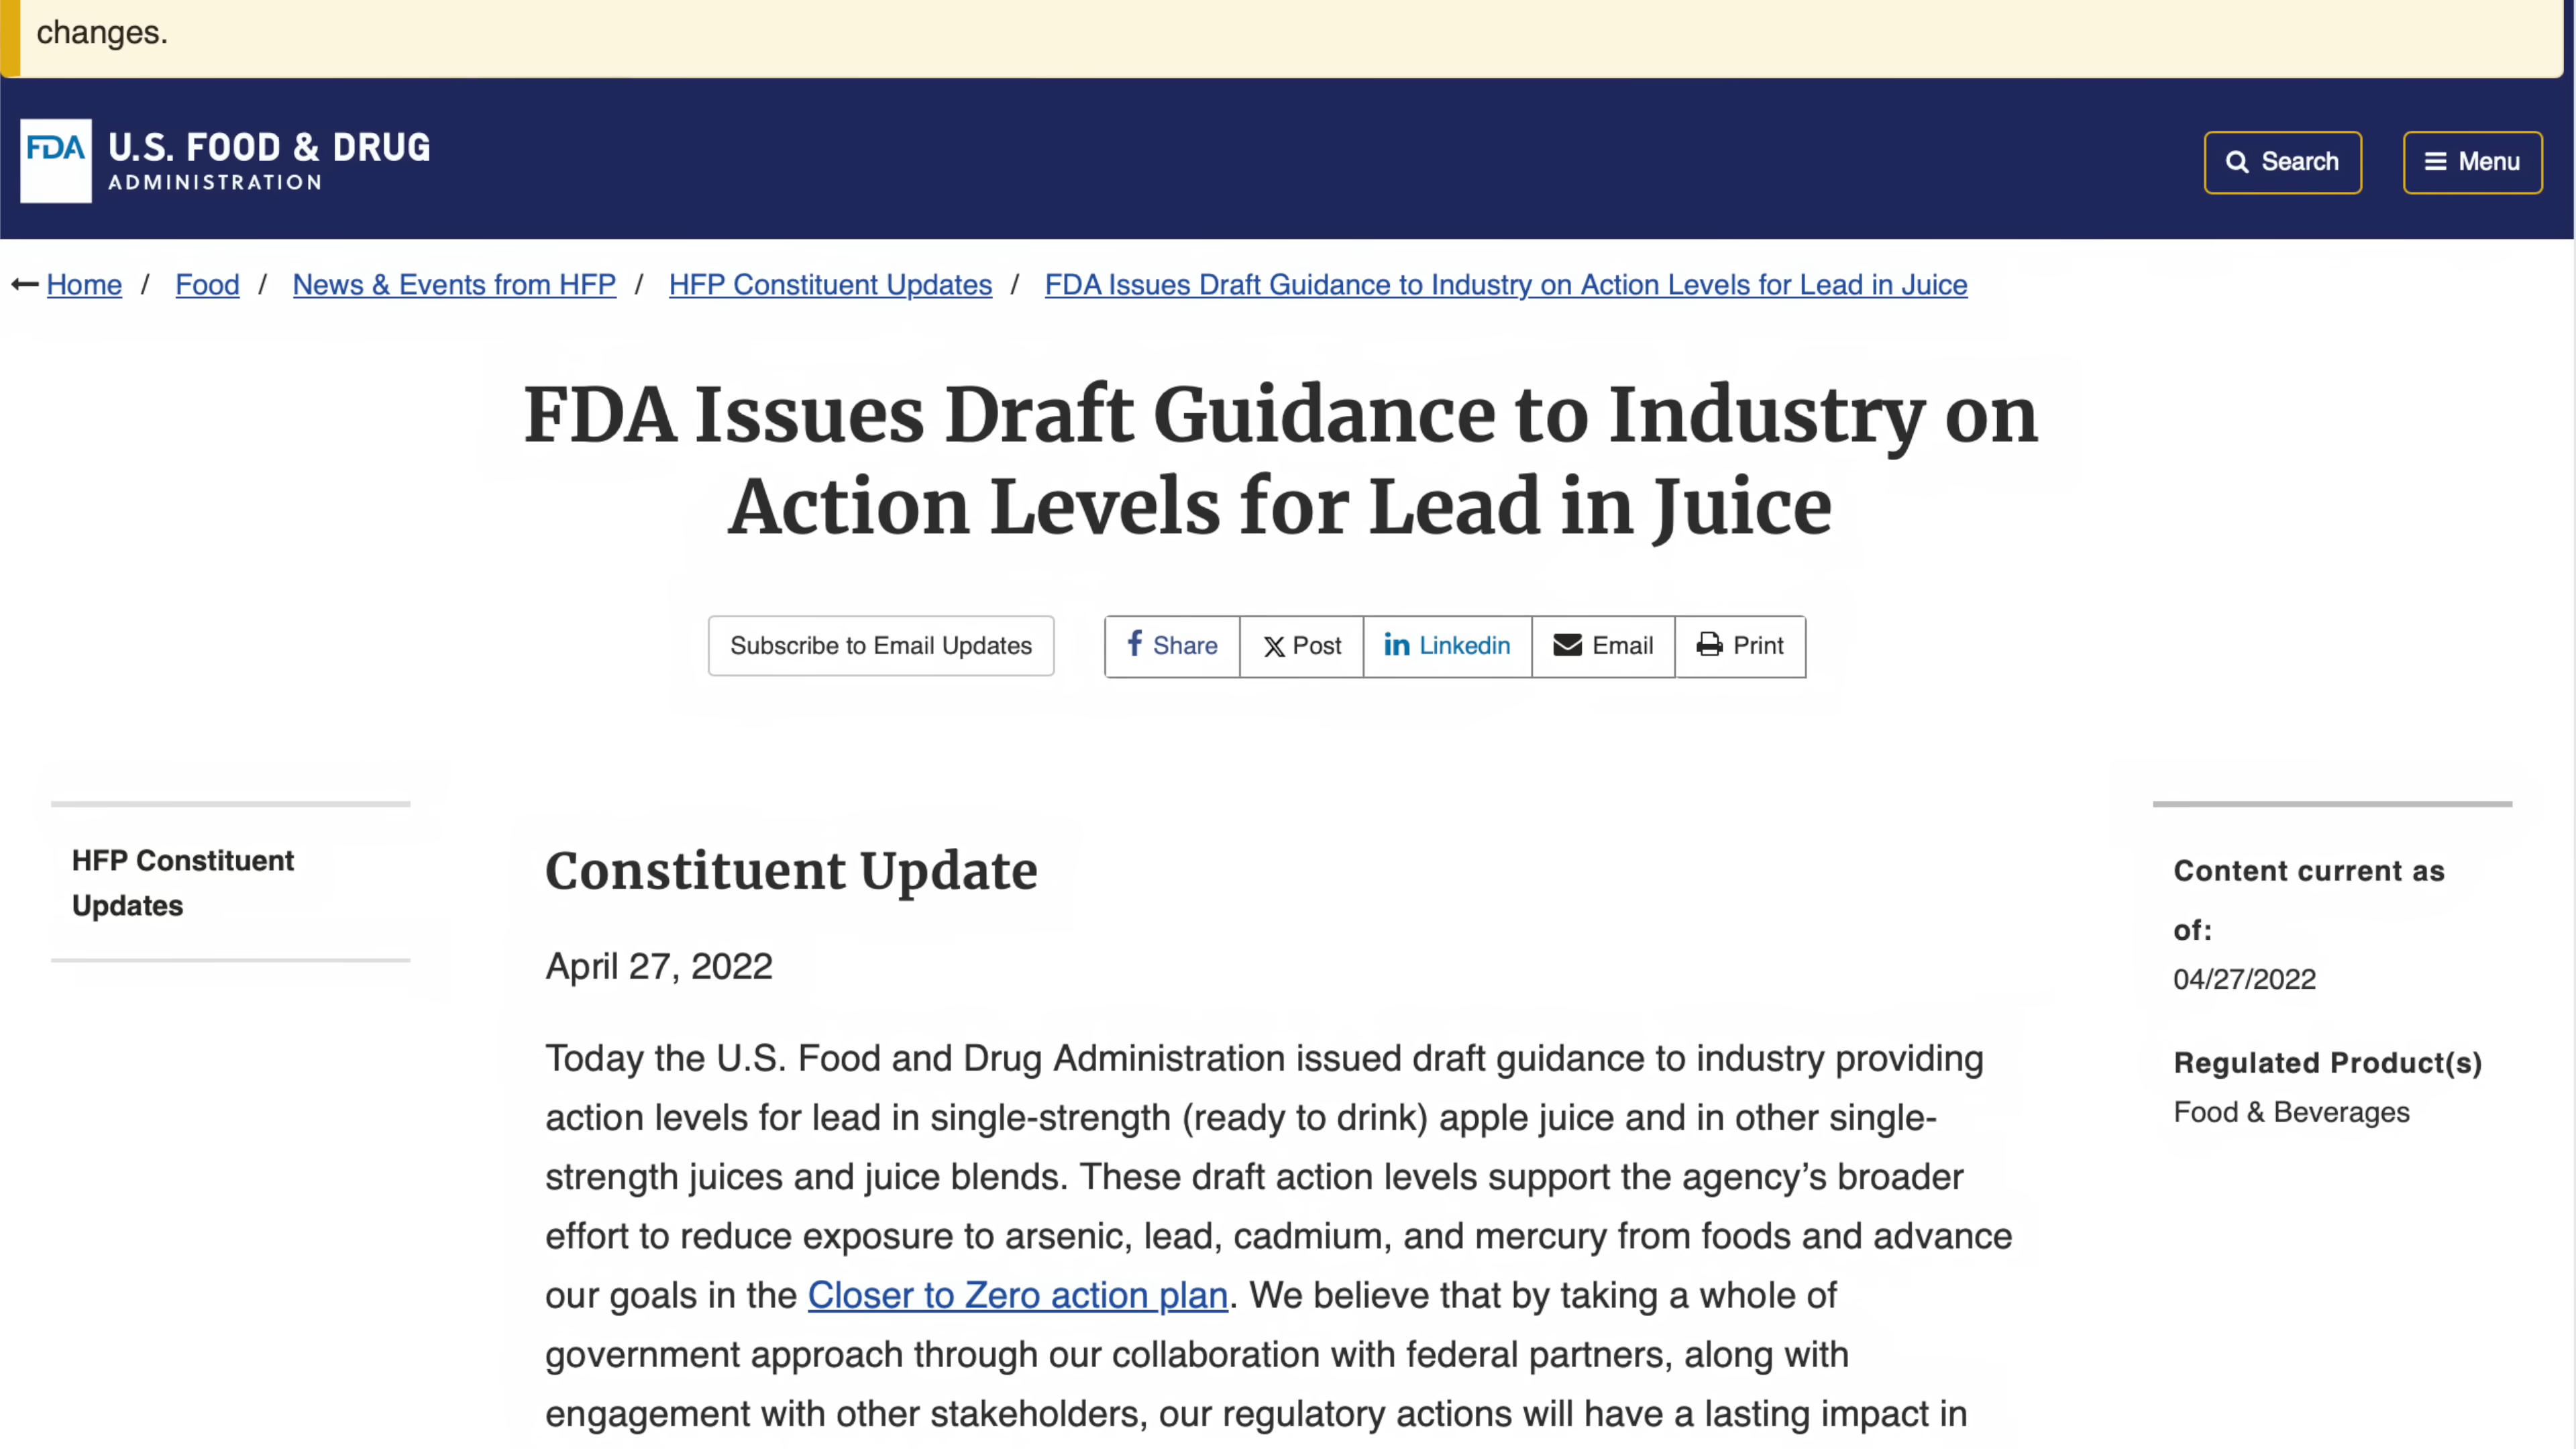 changes.
FDA U.S. FOOD & DRUG
ADMINISTRATION
Search
Menu
Home / Food / News & Events from HFP / HFP Constituent Updates / FDA Issues Draft Guidance to Industry on Action Levels for Lead in Juice
FDA Issues Draft Guidance to Industry on
Action Levels for Lead in Juice
Subscribe to Email Updates
Share
Post
Linkedin
Email
Print
HFP Constituent
Updates
Constituent Update
April 27, 2022
Today the U.S. Food and Drug Administration issued draft guidance to industry providing
action levels for lead in single-strength (ready to drink) apple juice and in other single-
strength juices and juice blends. These draft action levels support the agency’s broader
effort to reduce exposure to arsenic, lead, cadmium, and mercury from foods and advance
our goals in the Closer to Zero action plan. We believe that by taking a whole of
government approach through our collaboration with federal partners, along with
engagement with other stakeholders, our regulatory actions will have a lasting impact in
Content current as
of:
04/27/2022
Regulated Product(s)
Food & Beverages